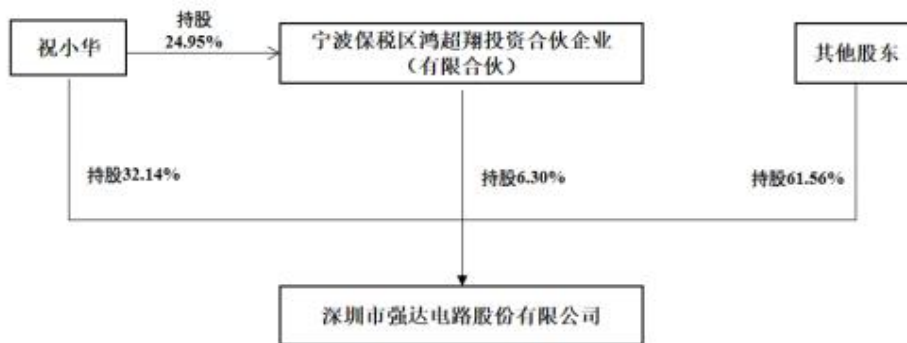 持股
24.95%
祝小华
宁波保税区鸿超翔投资合伙企业
（有限合伙）
其他股东
持股32.14%
持股6.30%
持股61.56%
深圳市强达电路股份有限公司